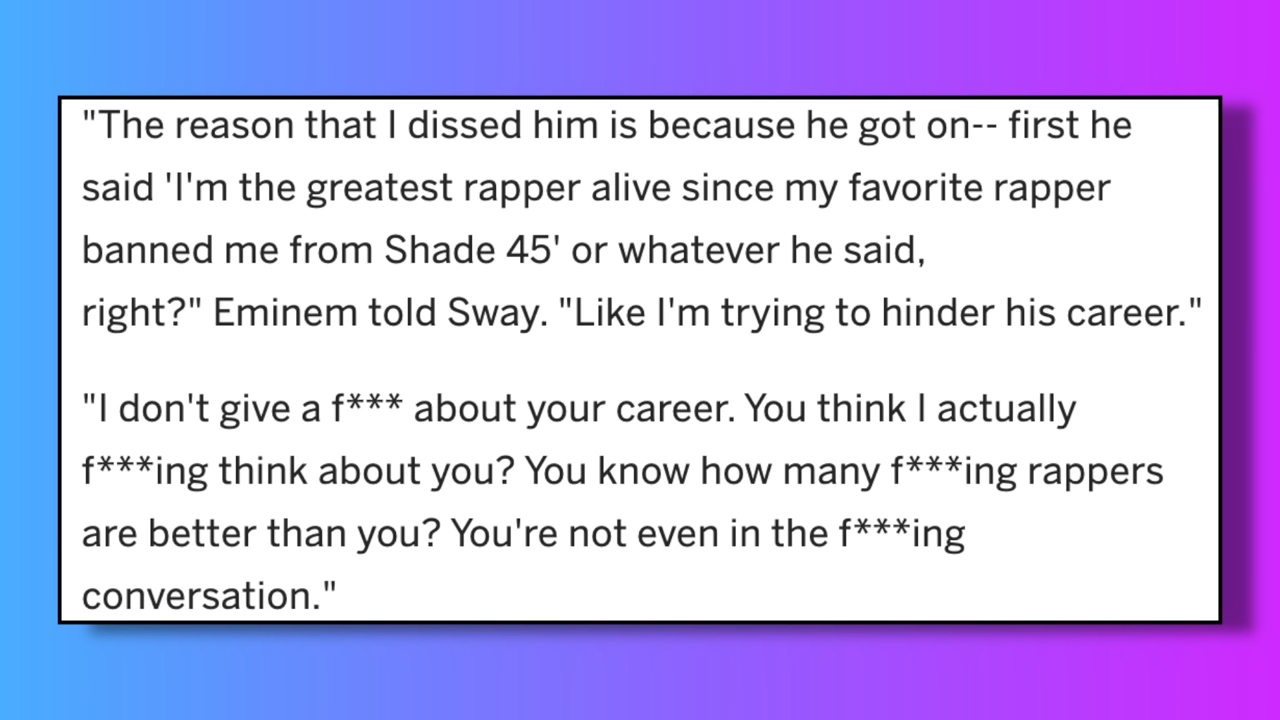 "The reason that I dissed him is because he got on-- first he
said 'I'm the greatest rapper alive since my favorite rapper
banned me from Shade 45' or whatever he said,
right?" Eminem told Sway. "Like I'm trying to hinder his career."
"I don't give a f*** about your career. You think I actually
f***ing think about you? You know how many f***ing rappers
are better than you? You're not even in the f***ing
conversation."